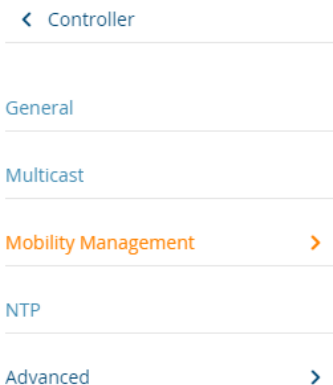 Controller
General
Multicast
Mobility Management
NTP
Advanced